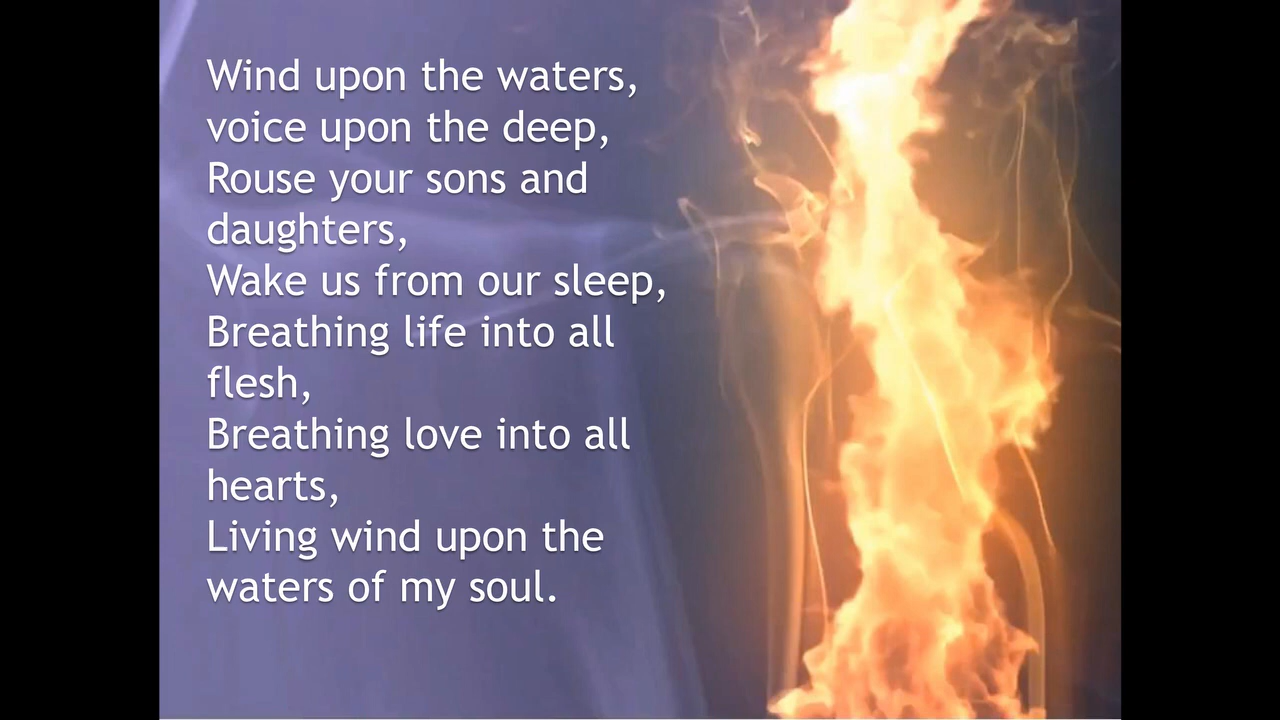 Wind upon the waters,
voice upon the deep,
Rouse your sons and
daughters,
Wake us from our sleep,
Breathing life into all
flesh,
Breathing love into all
hearts,
Living wind upon the
waters of my soul.